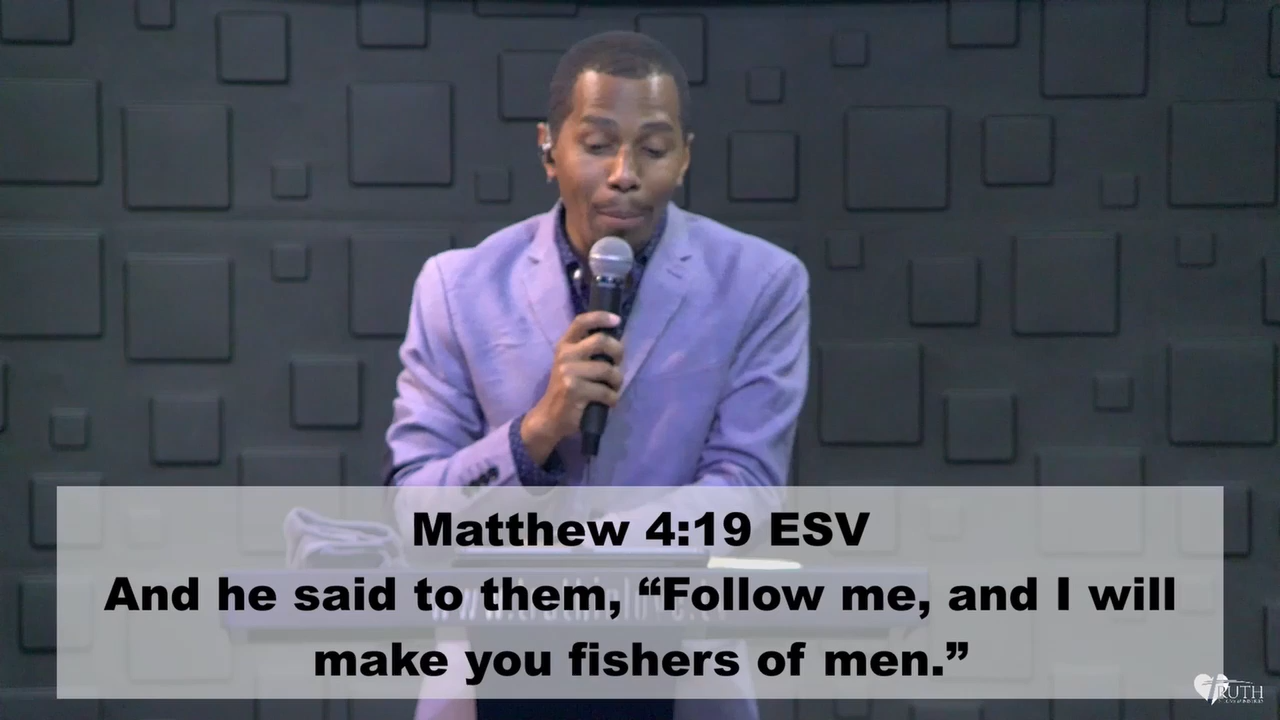 Matthew 4:19 ESV
And he said to them, “Follow me, and I will
make you fishers of men.”
TRUTH